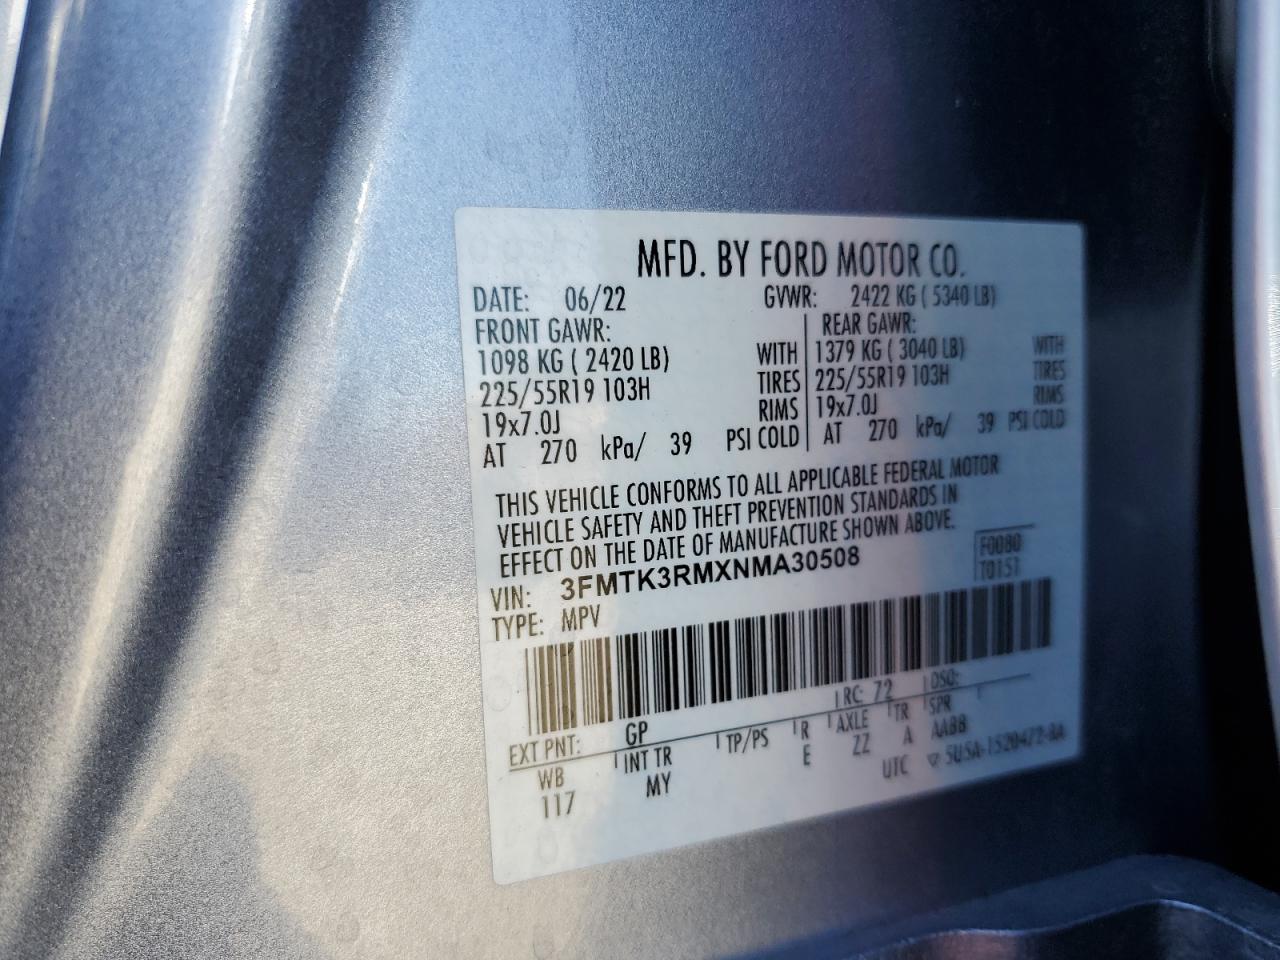 MFD. BY FORD MOTOR CO.
DATE: 06/22 GVWR: 2422 KG ( 5340 LB)
FRONT GAWR: REAR GAWR:
1098 KG ( 2420 LB) WITH 1379 KG ( 3040 LB) WITH
225/55R19 103H TIRES 225/55R19 103H TIRES
19x7.0J RIMS 19x7.0J RIMS
AT 270 kPa/ 39 PSI COLD AT 270 kPa/ 39 PSI COLD
THIS VEHICLE CONFORMS TO ALL APPLICABLE FEDERAL MOTOR
VEHICLE SAFETY AND THEFT PREVENTION STANDARDS IN
EFFECT ON THE DATE OF MANUFACTURE SHOWN ABOVE.
VIN: 3FMTK3RMXNMA30508 F0080
TYPE: MPV T0151
EXT PNT: GP RC: 72 DSO:
WB INT TR TP/PS R AXLE TR SPR
117 MY E ZZ A AABB
UTC ▽ 5U5A-1520472-BA